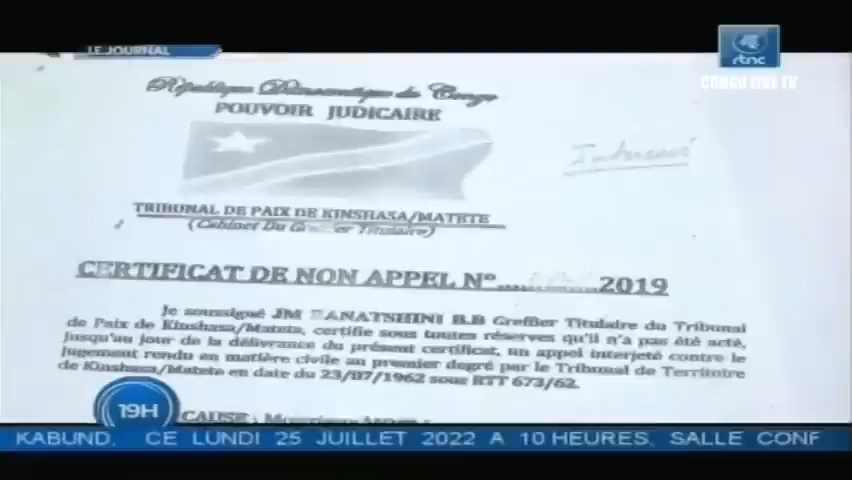 LE JOURNAL
rtnc
CONGO LIVE TV
République Démocratique du Congo
POUVOIR JUDICAIRE
TRIBUNAL DE PAIX DE KINSHASA/MATETE
(Cabinet Du Greffier Titulaire)
CERTIFICAT DE NON APPEL N°............2019
Je soussigné JM B.B Greffier Titulaire du Tribunal
de Paix de Kinshasa/Matete, certifie sous toutes réserves qu'il n'a pas été acté,
jusqu'au jour de la délivrance du présent certificat, un appel interjeté contre le
jugement rendu en matière civile au premier degré par le Tribunal de Territoire
de Kinshasa/Matete en date du 23/07/1962 sous RTT 673/62.
19H
CAUSE :
KABUND, CE LUNDI 25 JUILLET 2022 A 10 HEURES, SALLE CONF